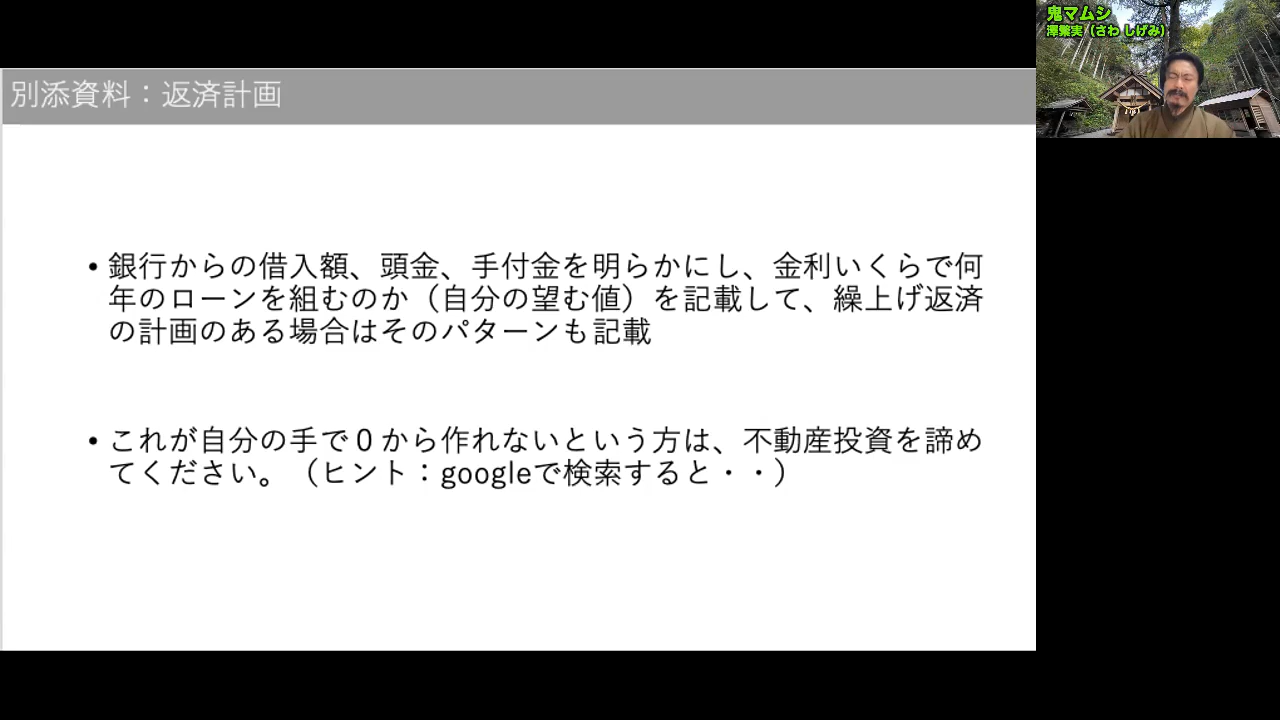 別添資料：返済計画
鬼マムシ
澤繁実（さわ しげみ）
• 銀行からの借入額、頭金、手付金を明らかにし、金利いくらで何
年のローンを組むのか（自分の望む値）を記載して、繰上げ返済
の計画のある場合はそのパターンも記載
• これが自分の手で０から作れないという方は、不動産投資を諦め
てください。（ヒント：googleで検索すると・・）